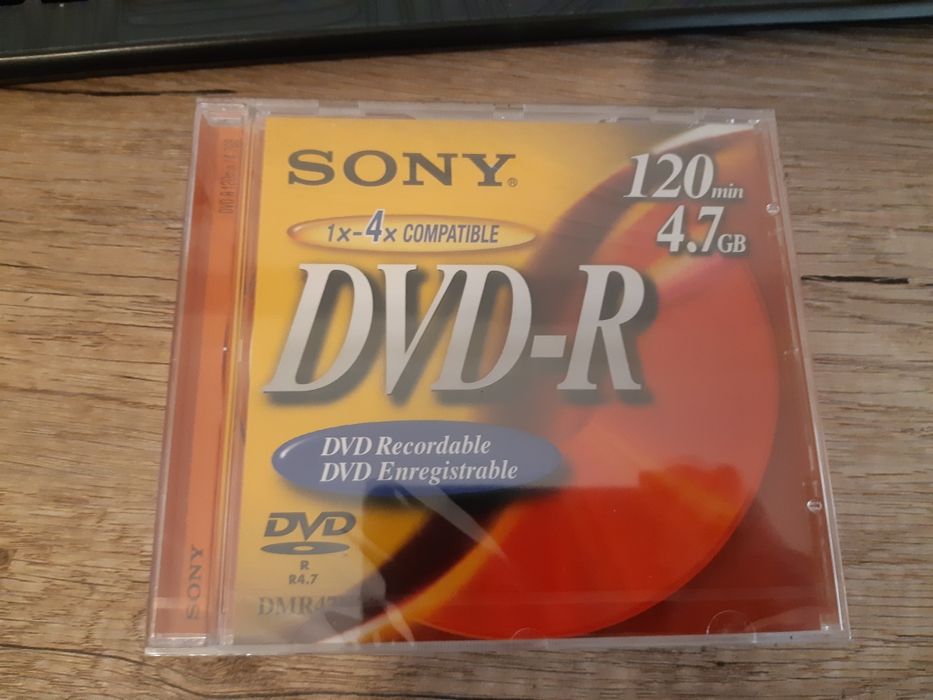 SONY®
120min
4.7GB
1x-4x COMPATIBLE
DVD-R
DVD Recordable
DVD Enregistrable
DVD
R
R4.7
SONY